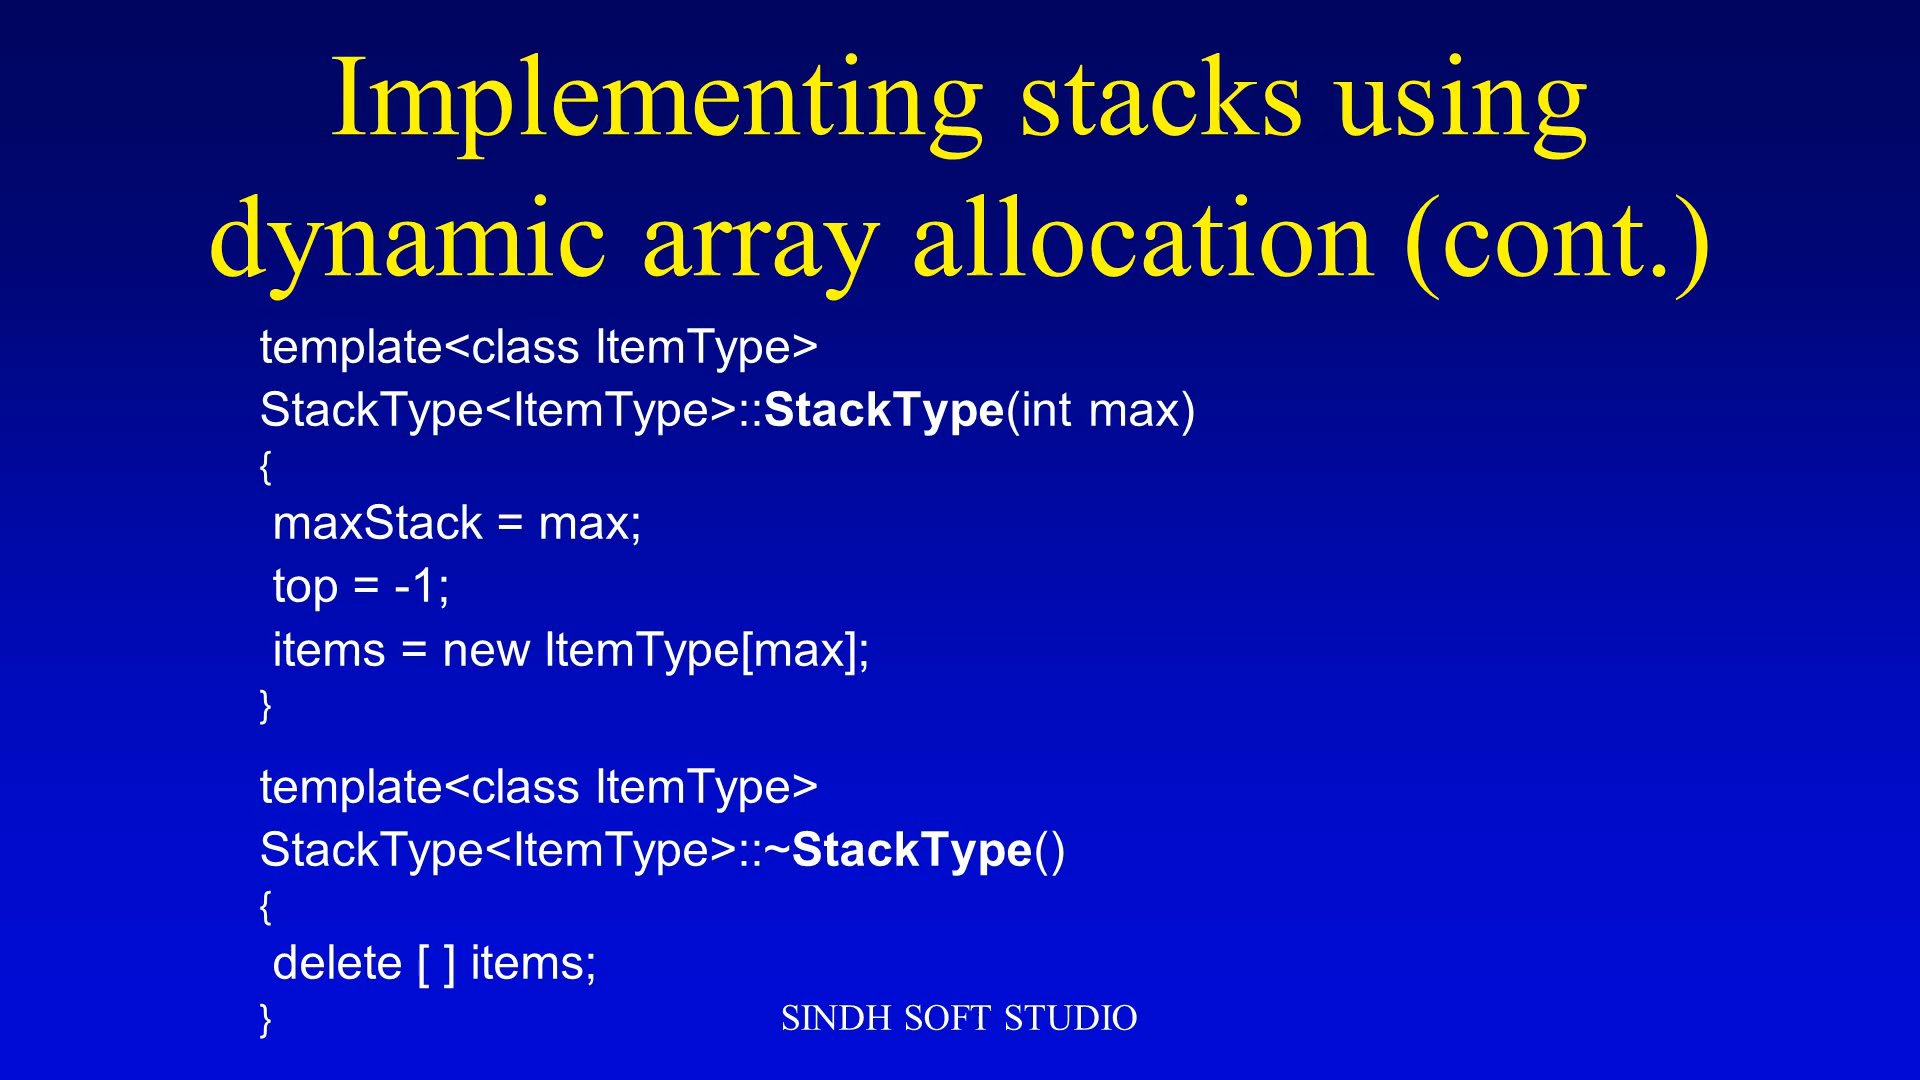 Implementing stacks using
dynamic array allocation (cont.)
template<class ItemType>
StackType<ItemType>::StackType(int max)
{
maxStack = max;
top = -1;
items = new ItemType[max];
}
template<class ItemType>
StackType<ItemType>::~StackType()
{
delete [ ] items;
}
SINDH SOFT STUDIO